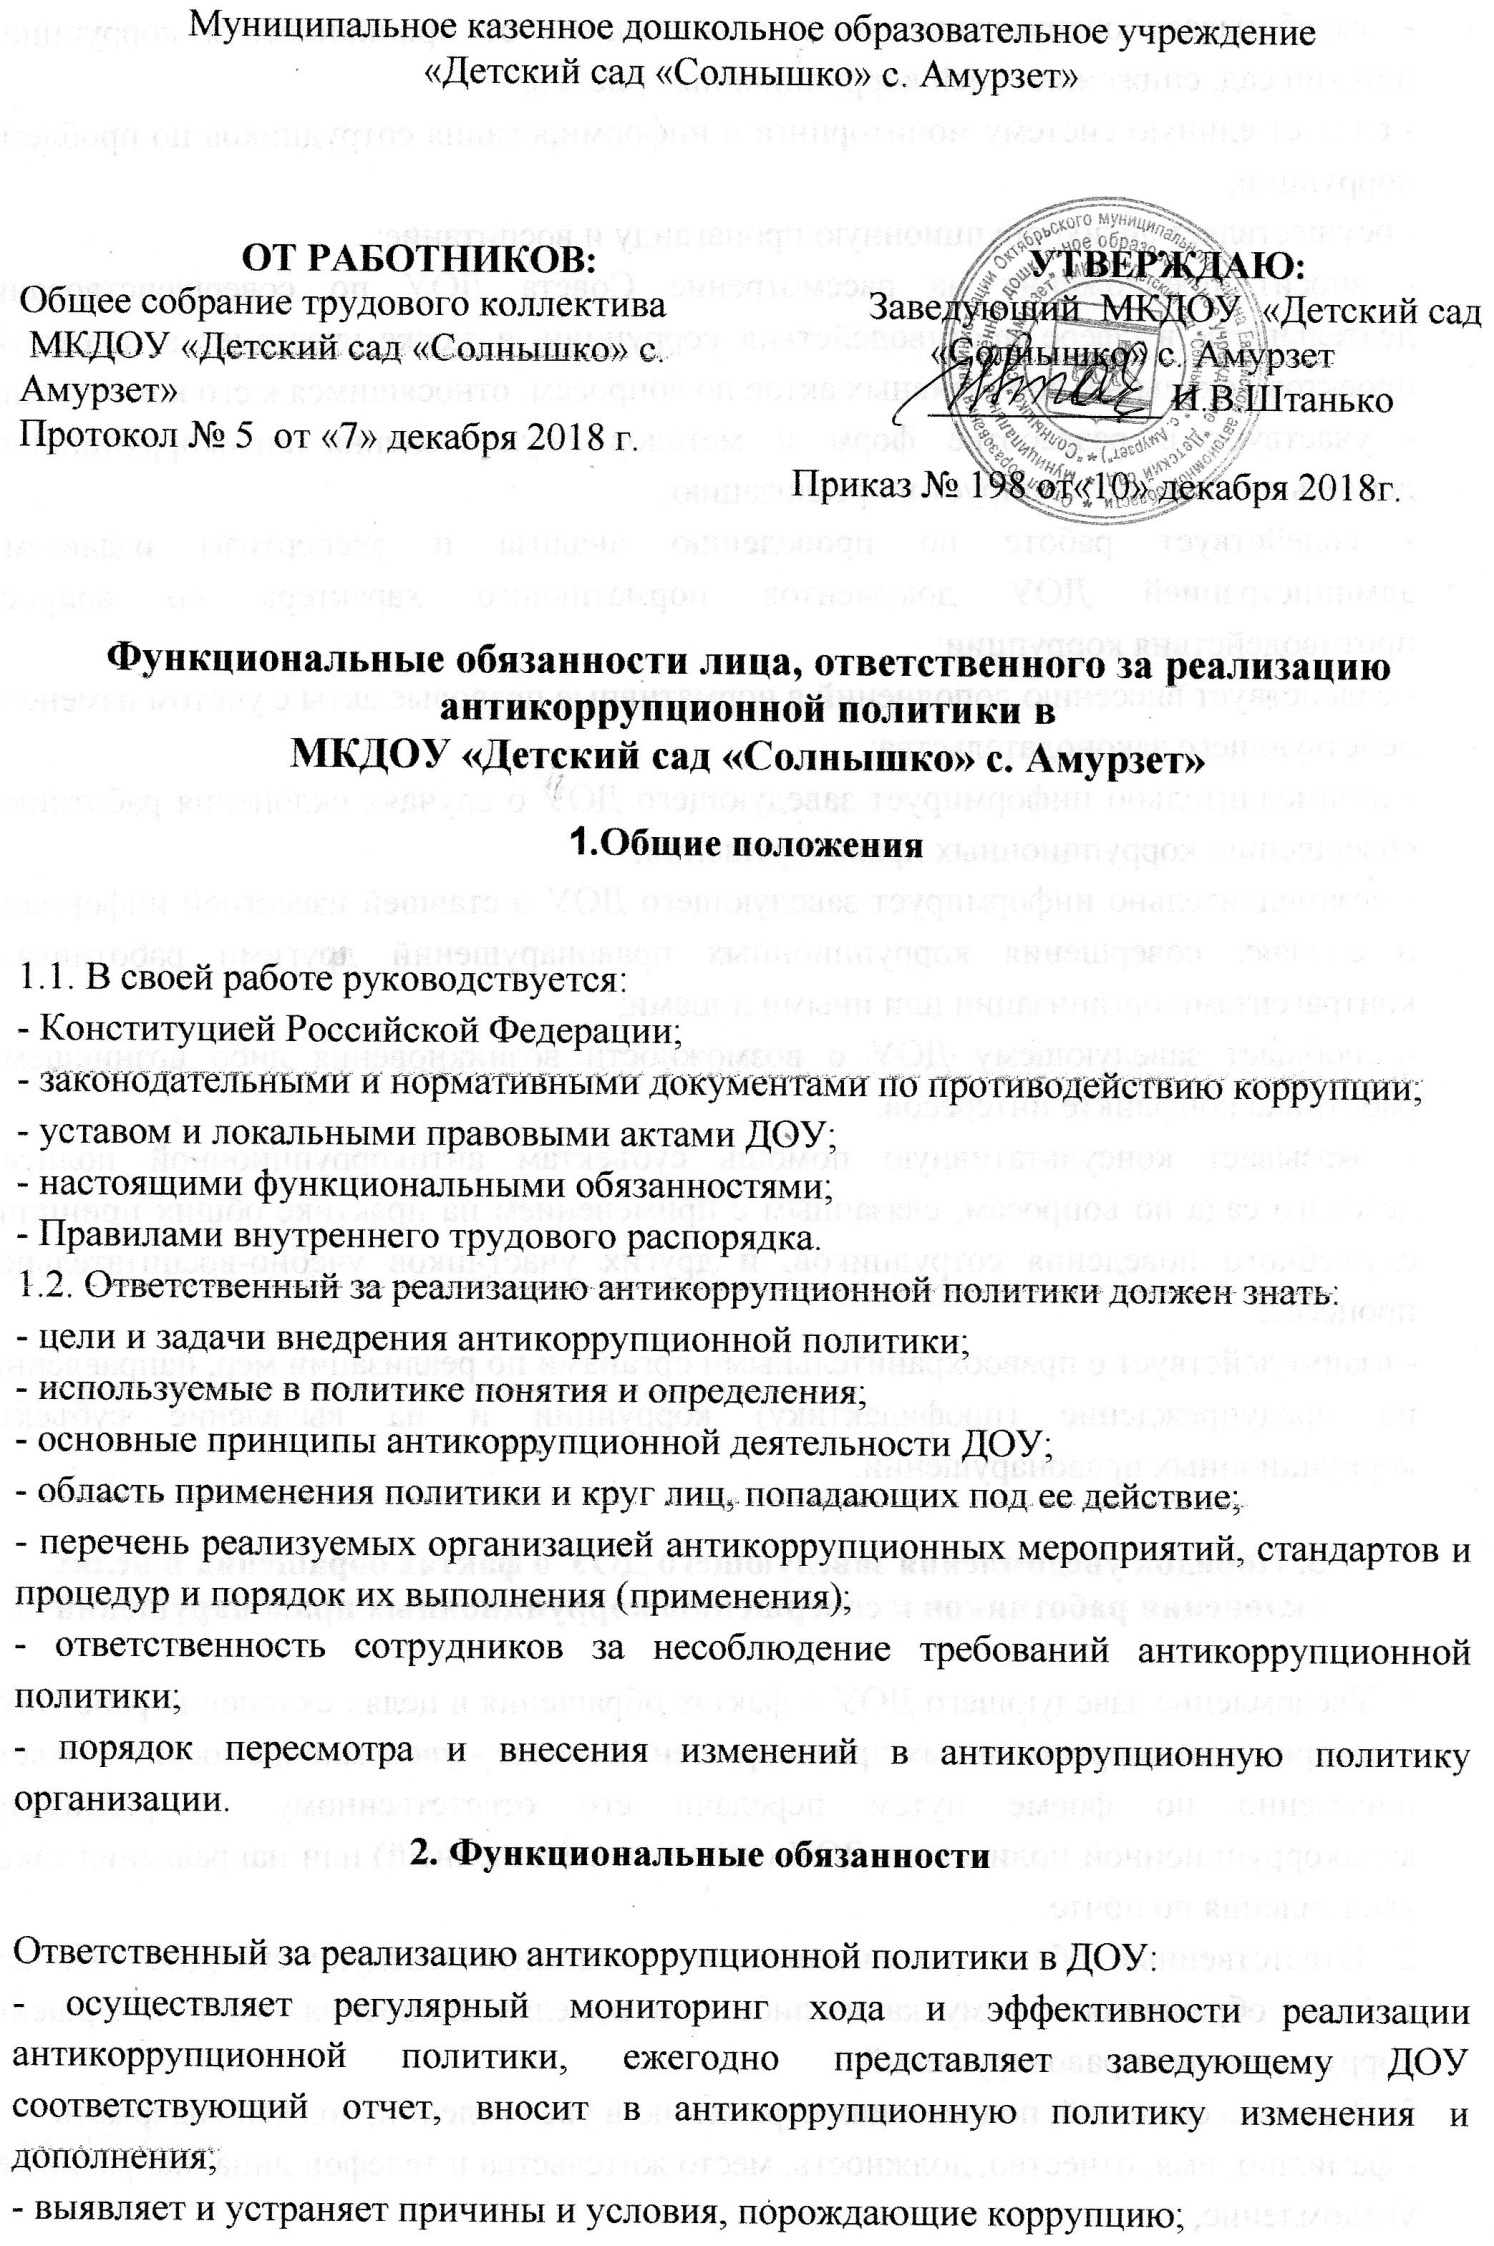 Муниципальное казенное дошкольное образовательное учреждение
«Детский сад «Солнышко» с. Амурзет»
ОТ РАБОТНИКОВ:
Общее собрание трудового коллектива
МКДОУ «Детский сад «Солнышко» с.
Амурзет»
Протокол № 5 от «7» декабря 2018 г.
УТВЕРЖДАЮ:
Заведующий МКДОУ «Детский сад
«Солнышко» с. Амурзет
И.В. Штанько
Приказ № 198 от«10» декабря 2018г.
Функциональные обязанности лица, ответственного за реализацию
антикоррупционной политики в
МКДОУ «Детский сад «Солнышко» с. Амурзет»
1.Общие положения
1.1. В своей работе руководствуется:
- Конституцией Российской Федерации;
- законодательными и нормативными документами по противодействию коррупции;
- уставом и локальными правовыми актами ДОУ;
- настоящими функциональными обязанностями;
- Правилами внутреннего трудового распорядка.
1.2. Ответственный за реализацию антикоррупционной политики должен знать:
- цели и задачи внедрения антикоррупционной политики;
- используемые в политике понятия и определения;
- основные принципы антикоррупционной деятельности ДОУ;
- область применения политики и круг лиц, попадающих под ее действие;
- перечень реализуемых организацией антикоррупционных мероприятий, стандартов и
процедур и порядок их выполнения (применения);
- ответственность сотрудников за несоблюдение требований антикоррупционной
политики;
- порядок пересмотра и внесения изменений в антикоррупционную политику
организации.
2. Функциональные обязанности
Ответственный за реализацию антикоррупционной политики в ДОУ:
- осуществляет регулярный мониторинг хода и эффективности реализации
антикоррупционной политики, ежегодно представляет заведующему ДОУ
соответствующий отчет, вносит в антикоррупционную политику изменения и
дополнения;
- выявляет и устраняет причины и условия, порождающие коррупцию;